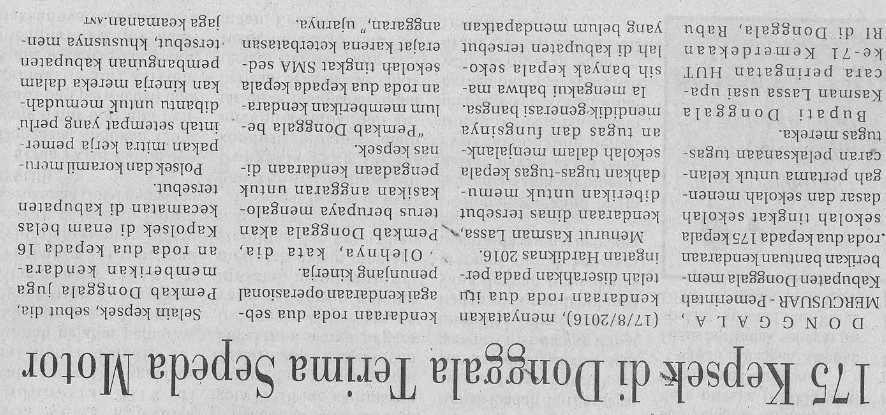 175 Kepsek di Donggala Terima Sepeda Motor
DONGGALA,
MERCUSUAR - Pemerintah
Kabupaten Donggala mem-
berikan bantuan kendaraan
roda dua kepada 175 kepala
sekolah tingkat sekolah
dasar dan sekolah menen-
gah pertama untuk kelan-
caran pelaksanaan tugas-
tugas mereka.
Bupati Donggala
Kasman Lassa usai upa-
cara peringatan HUT
ke-71 Kemerdekaan
RI di Donggala, Rabu
(17/8/2016), menyatakan
kendaraan roda dua itu
telah diserahkan pada per-
ingatan Hardiknas 2016.
Menurut Kasman Lassa,
kendaraan dinas tersebut
diberikan untuk memu-
dahkan tugas-tugas kepala
sekolah dalam menjalank-
an tugas dan fungsinya
mendidik generasi bangsa.
Ia mengakui bahwa ma-
sih banyak kepala seko-
lah di kabupaten tersebut
yang belum mendapatkan
kendaraan roda dua seb-
agai kendaraan operasional
penunjang kinerja.
Olehnya, kata dia,
Pemkab Donggala akan
terus berupaya mengalo-
kasikan anggaran untuk
pengadaan kendaraan di-
nas kepsek.
"Pemkab Donggala be-
lum memberikan kendara-
an roda dua kepada kepala
sekolah tingkat SMA sed-
erajat karena keterbatasan
anggaran," ujarnya.
Selain kepsek, sebut dia,
Pemkab Donggala juga
memberikan kendara-
an roda dua kepada 16
Kapolsek di enam belas
kecamatan di kabupaten
tersebut.
Polsek dan koramil meru-
pakan mitra kerja pemer-
intah setempat yang perlu
dibantu untuk memudah-
kan kinerja mereka dalam
pembangunan kabupaten
tersebut, khususnya men-
jaga keamanan.ANT